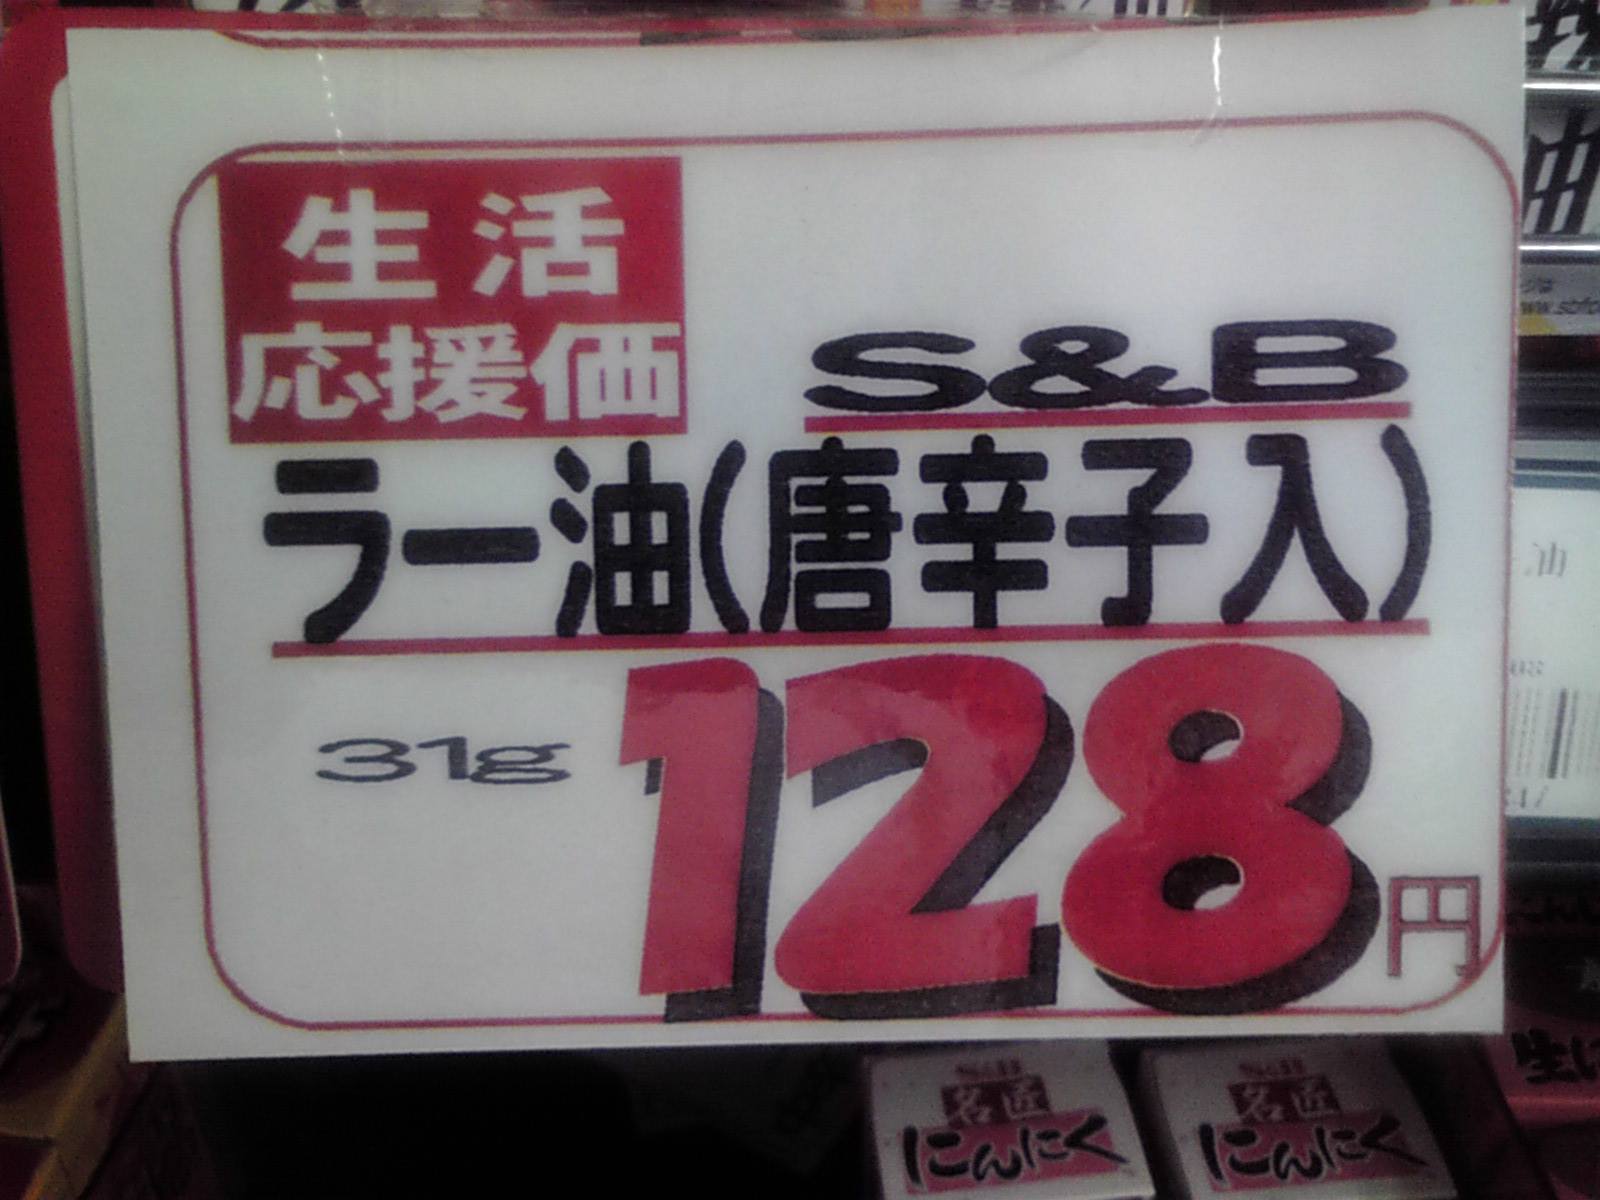 生活
応援価
S&B
ラー油(唐辛子入)
31g
128円
S&B
名匠
にんにく
S&B
名匠
にんにく
油